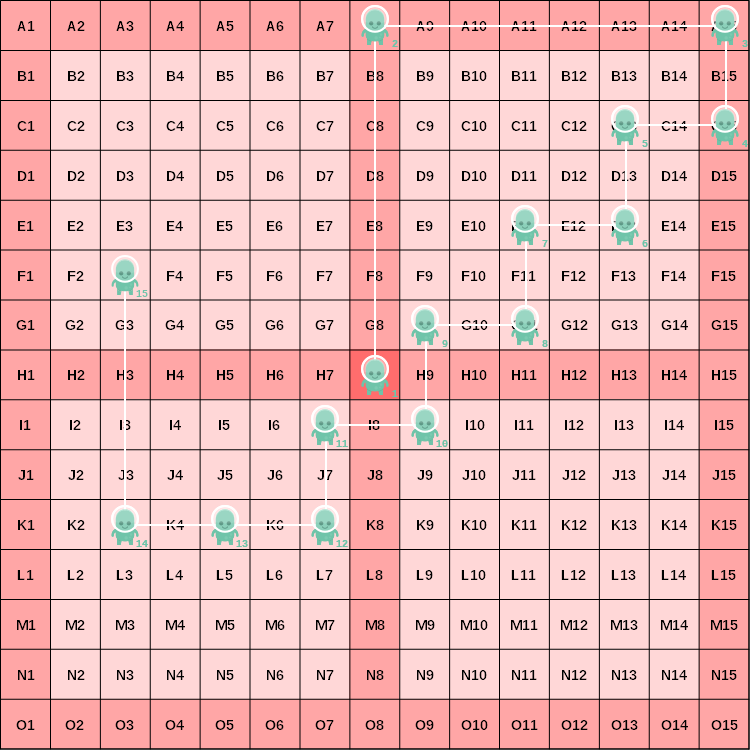 A1 A2 A3 A4 A5 A6 A7 A9 A10 A11 A12 A13 A14
2 3
B1 B2 B3 B4 B5 B6 B7 B8 B9 B10 B11 B12 B13 B14 B15
C1 C2 C3 C4 C5 C6 C7 C8 C9 C10 C11 C12 C14
5 4
D1 D2 D3 D4 D5 D6 D7 D8 D9 D10 D11 D12 D13 D14 D15
E1 E2 E3 E4 E5 E6 E7 E8 E9 E10 E12 E14 E15
7 6
F1 F2 F4 F5 F6 F7 F8 F9 F10 F11 F12 F13 F14 F15
15
G1 G2 G3 G4 G5 G6 G7 G8 G10 G12 G13 G14 G15
9 8
H1 H2 H3 H4 H5 H6 H7 H9 H10 H11 H12 H13 H14 H15
1
I1 I2 I3 I4 I5 I6 I8 I10 I11 I12 I13 I14 I15
11 10
J1 J2 J3 J4 J5 J6 J7 J8 J9 J10 J11 J12 J13 J14 J15
K1 K2 K4 K6 K8 K9 K10 K11 K12 K13 K14 K15
14 13 12
L1 L2 L3 L4 L5 L6 L7 L8 L9 L10 L11 L12 L13 L14 L15
M1 M2 M3 M4 M5 M6 M7 M8 M9 M10 M11 M12 M13 M14 M15
N1 N2 N3 N4 N5 N6 N7 N8 N9 N10 N11 N12 N13 N14 N15
O1 O2 O3 O4 O5 O6 O7 O8 O9 O10 O11 O12 O13 O14 O15